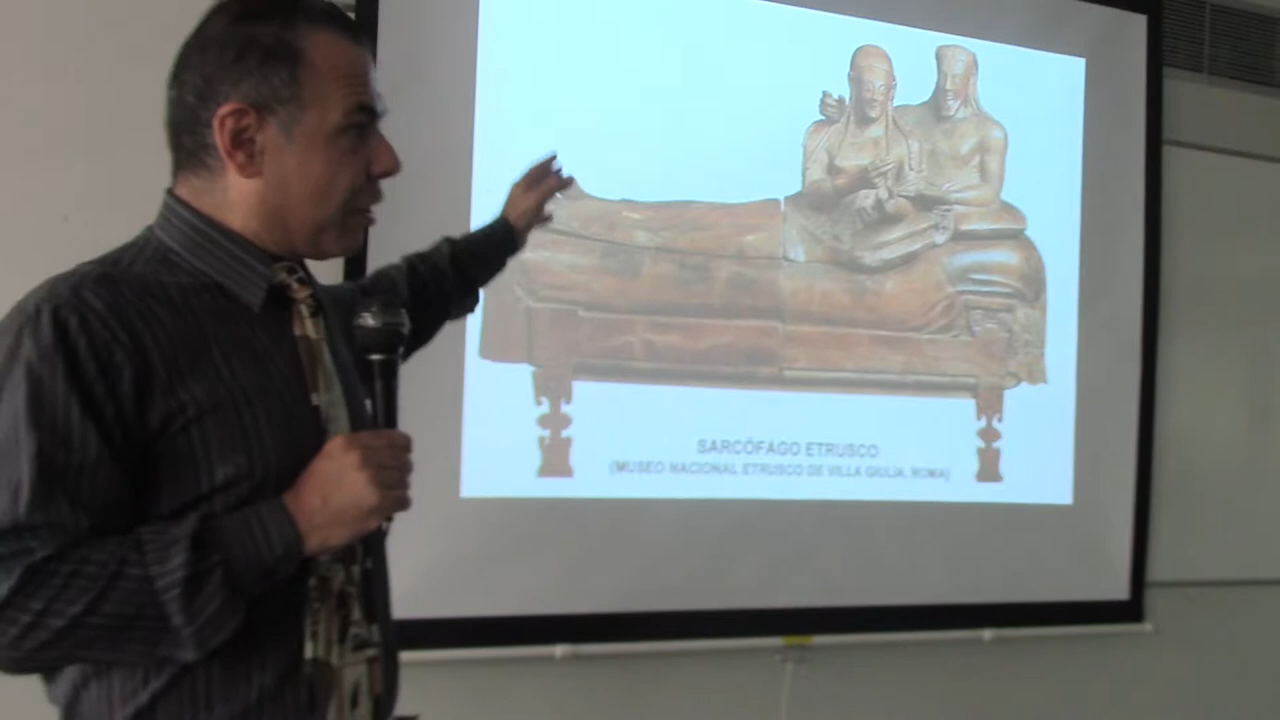 SARCÓFAGO ETRUSCO
(MUSEO NACIONAL ETRUSCO DE VILLA GIULIA, ROMA)